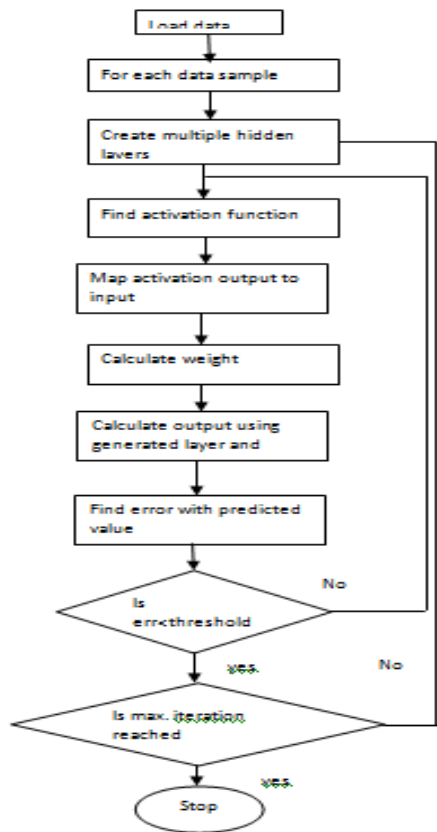 Load data
For each data sample
Create multiple hidden
layers
Find activation function
Map activation output to
input
Calculate weight
Calculate output using
generated layer and
Find error with predicted
value
No
Is
err<threshold
yes.
No
Is max. iteration
reached
yes.
Stop